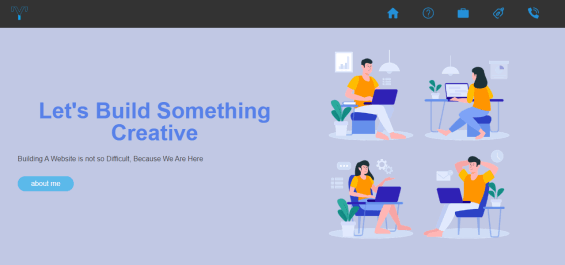 Let's Build Something
Creative
Building A Website is not so Difficult, Because We Are Here
about me